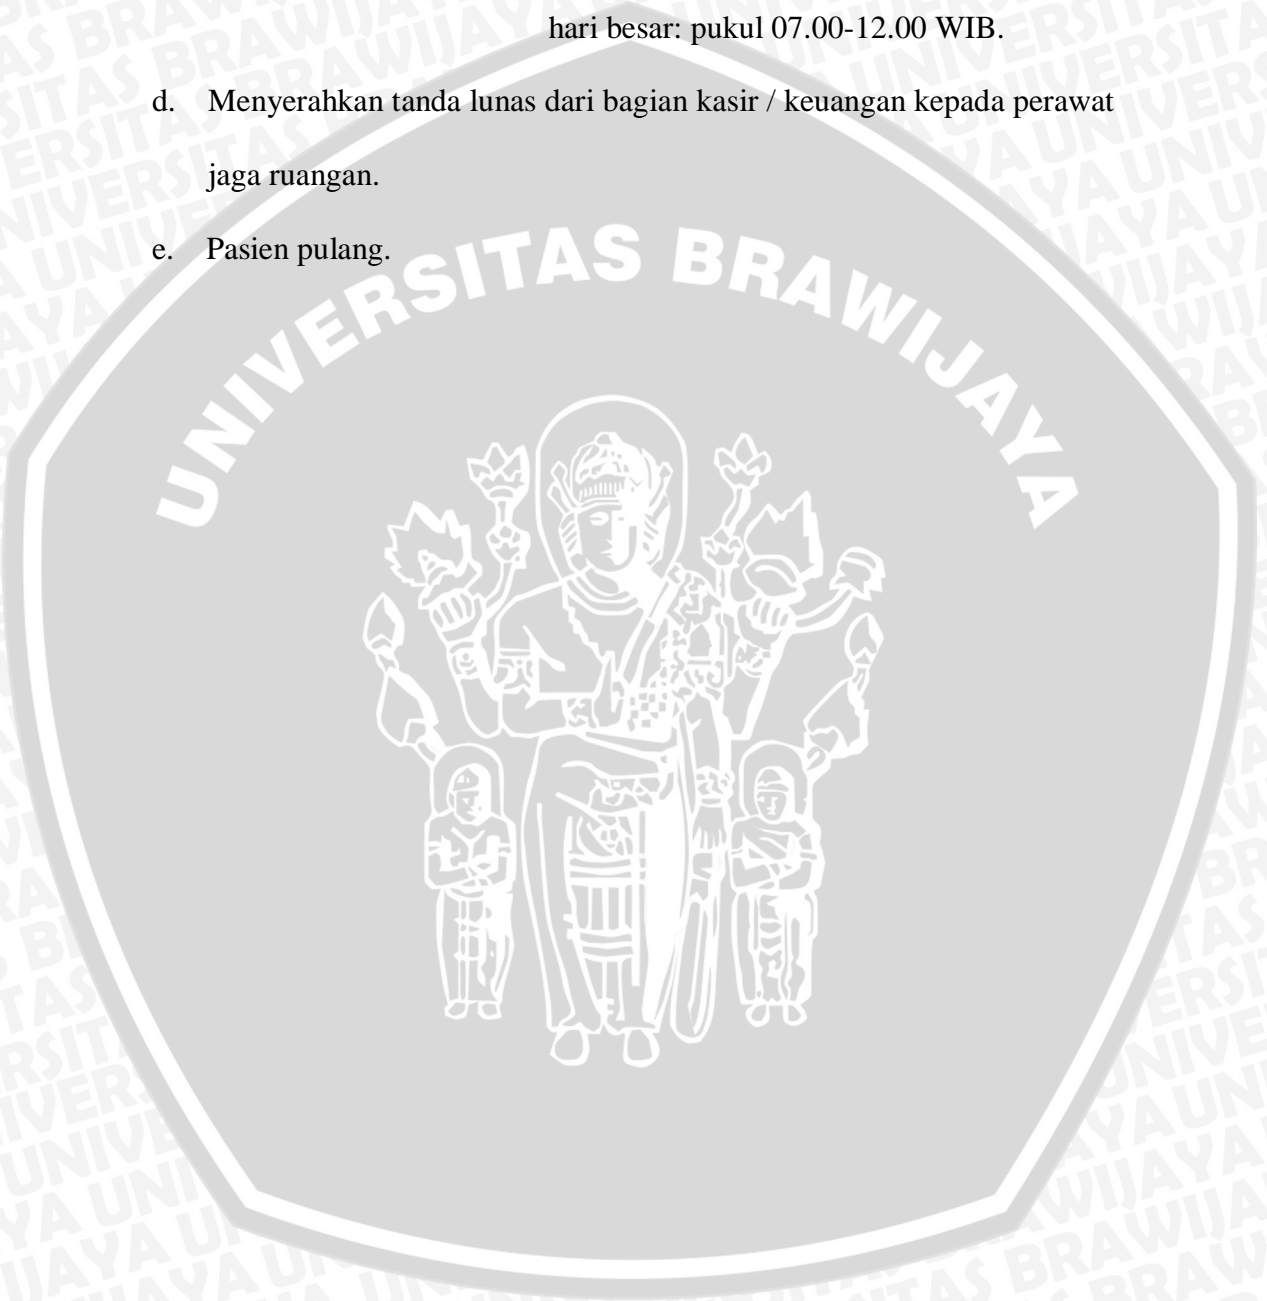 hari besar: pukul 07.00-12.00 WIB.
d. Menyerahkan tanda lunas dari bagian kasir / keuangan kepada perawat
jaga ruangan.
e. Pasien pulang.
UNIVERSITAS BRAWIJAYA